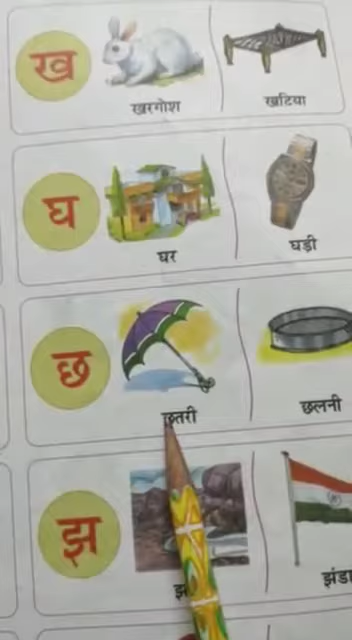 ख
खरगोश
खटिया
घ
घर
घड़ी
छ
छतरी
छलनी
झ
झंडा